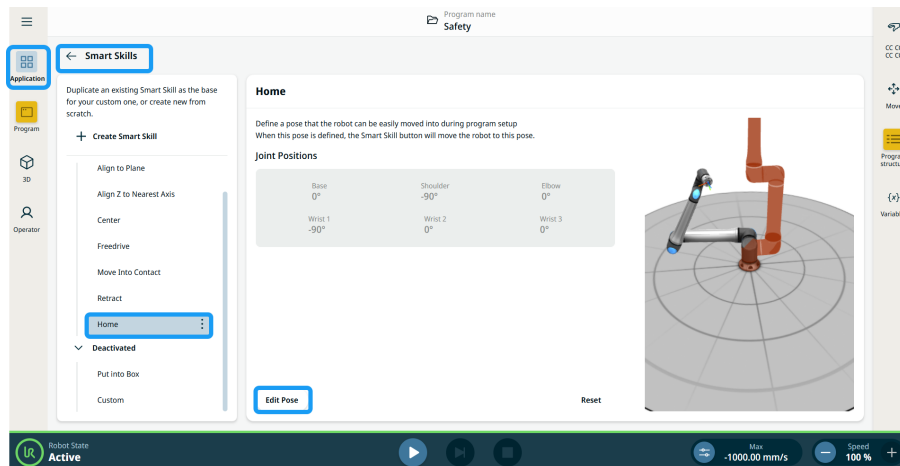 Program name
Safety
Application
Program
3D
Operator
← Smart Skills
Duplicate an existing Smart Skill as the base
for your custom one, or create new from
scratch.
+ Create Smart Skill
Align to Plane
Align Z to Nearest Axis
Center
Freedrive
Move Into Contact
Retract
Home
Deactivated
Put into Box
Custom
Home
Define a pose that the robot can be easily moved into during program setup
When this pose is defined, the Smart Skill button will move the robot to this pose.
Joint Positions
Base Shoulder Elbow
0° -90° 0°
Wrist 1 Wrist 2 Wrist 3
-90° 0° 0°
Edit Pose
Reset
CC
CC
Move
{x}
UR
Robot State
Active
Max
-1000.00 mm/s
Speed
100 %